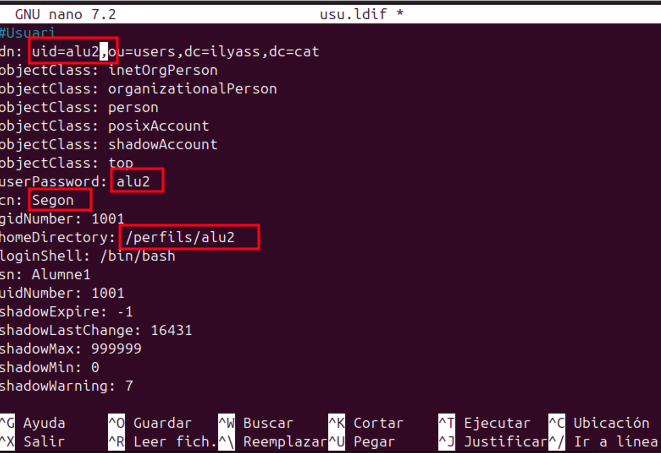 GNU nano 7.2 usu.ldif *
#Usuari
dn: uid=alu2,ou=users,dc=ilyass,dc=cat
objectClass: inetOrgPerson
objectClass: organizationalPerson
objectClass: person
objectClass: posixAccount
objectClass: shadowAccount
objectClass: top
userPassword: alu2
cn: Segon
gidNumber: 1001
homeDirectory: /perfils/alu2
loginShell: /bin/bash
sn: Alumne1
uidNumber: 1001
shadowExpire: -1
shadowLastChange: 16431
shadowMax: 999999
shadowMin: 0
shadowWarning: 7
^G Ayuda ^O Guardar ^W Buscar ^K Cortar ^T Ejecutar ^C Ubicación
^X Salir ^R Leer fich. ^\ Reemplazar ^U Pegar ^J Justificar ^/ Ir a línea